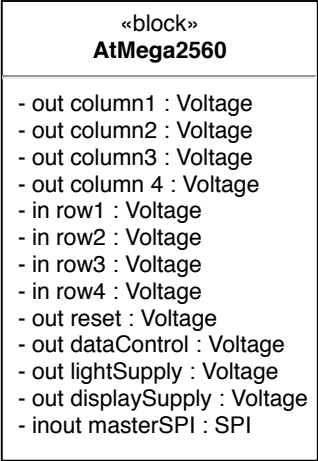 «block»
AtMega2560
- out column1 : Voltage
- out column2 : Voltage
- out column3 : Voltage
- out column 4 : Voltage
- in row1 : Voltage
- in row2 : Voltage
- in row3 : Voltage
- in row4 : Voltage
- out reset : Voltage
- out dataControl : Voltage
- out lightSupply : Voltage
- out displaySupply : Voltage
- inout masterSPI : SPI